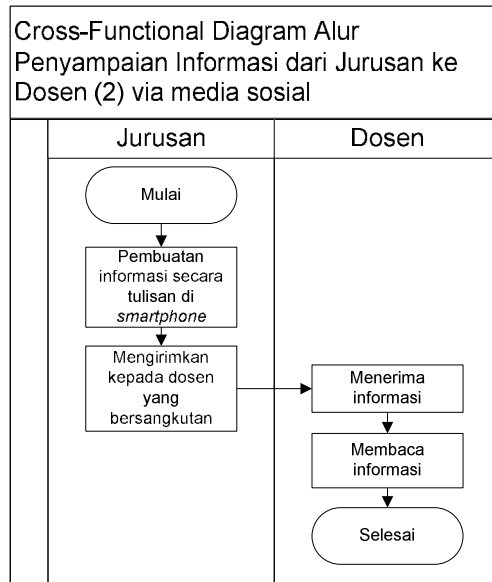 Cross-Functional Diagram Alur
Penyampaian Informasi dari Jurusan ke
Dosen (2) via media sosial
Jurusan
Dosen
Mulai
Pembuatan
informasi secara
tulisan di
smartphone
Mengirimkan
kepada dosen
yang
bersangkutan
Menerima
informasi
Membaca
informasi
Selesai